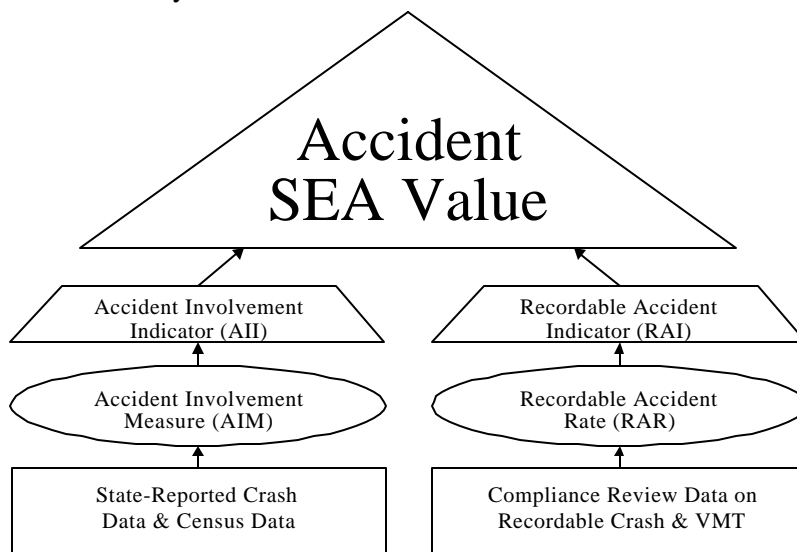 Accident
SEA Value
Accident Involvement
Indicator (AII)
Recordable Accident
Indicator (RAI)
Accident Involvement
Measure (AIM)
Recordable Accident
Rate (RAR)
State-Reported Crash
Data & Census Data
Compliance Review Data on
Recordable Crash & VMT